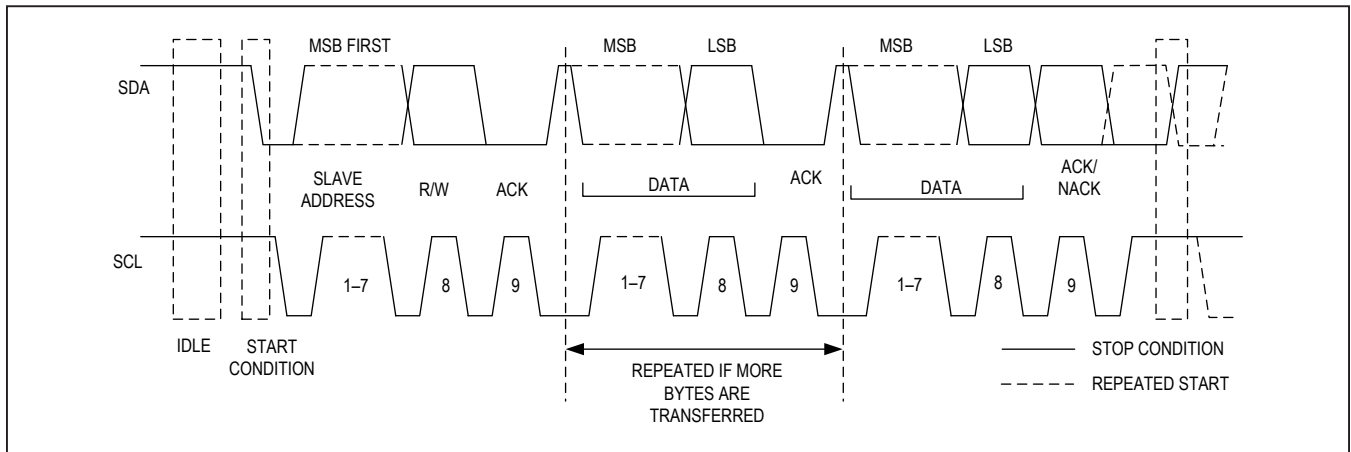 MSB FIRST
MSB
LSB
MSB
LSB
SDA
SLAVE
ADDRESS
R/W
ACK
DATA
ACK
DATA
ACK/
NACK
SCL
1–7
8
9
1–7
8
9
1–7
8
9
IDLE
START
CONDITION
REPEATED IF MORE
BYTES ARE
TRANSFERRED
STOP CONDITION
REPEATED START